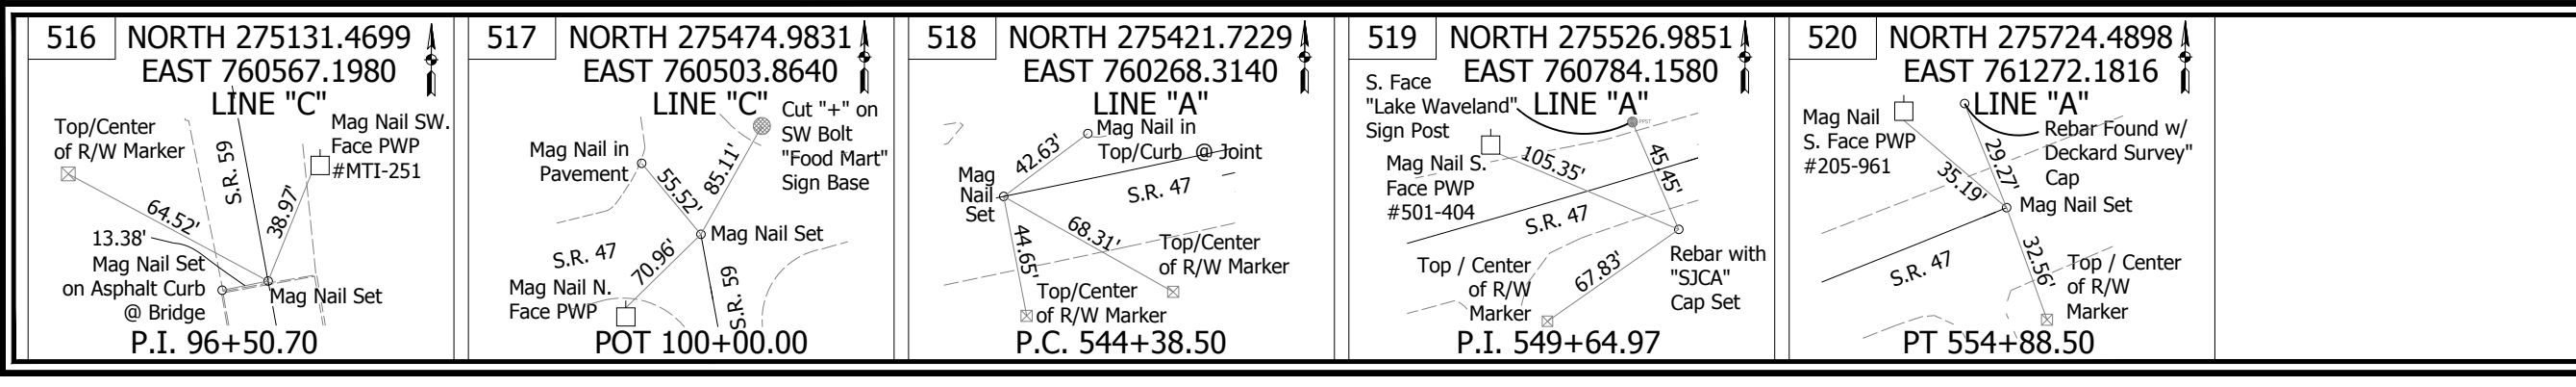 516
NORTH 275131.4699
EAST 760567.1980
LINE "C"
Top/Center
of R/W Marker
S.R. 59
Mag Nail SW.
Face PWP
#MTI-251
64.52'
38.97'
13.38'
Mag Nail Set
on Asphalt Curb
@ Bridge
Mag Nail Set
P.I. 96+50.70
517
NORTH 275474.9831
EAST 760503.8640
LINE "C"
Cut "+" on
SW Bolt
"Food Mart"
Sign Base
Mag Nail in
Pavement
55.52'
85.11'
Mag Nail Set
S.R. 47
70.96'
Mag Nail N.
Face PWP
S.R. 59
POT 100+00.00
518
NORTH 275421.7229
EAST 760268.3140
LINE "A"
Mag Nail in
Top/Curb @ Joint
42.63'
Mag
Nail
Set
S.R. 47
44.65'
68.31'
Top/Center
of R/W Marker
Top/Center
of R/W Marker
P.C. 544+38.50
519
NORTH 275526.9851
EAST 760784.1580
LINE "A"
S. Face
"Lake Waveland"
Sign Post
Mag Nail S.
Face PWP
#501-404
105.35'
45.45'
S.R. 47
67.83'
Top / Center
of R/W
Marker
Rebar with
"SJCA"
Cap Set
P.I. 549+64.97
520
NORTH 275724.4898
EAST 761272.1816
LINE "A"
Mag Nail
S. Face PWP
#205-961
Rebar Found w/
Deckard Survey"
Cap
29.27'
35.19'
Mag Nail Set
S.R. 47
32.56'
Top / Center
of R/W
Marker
PT 554+88.50